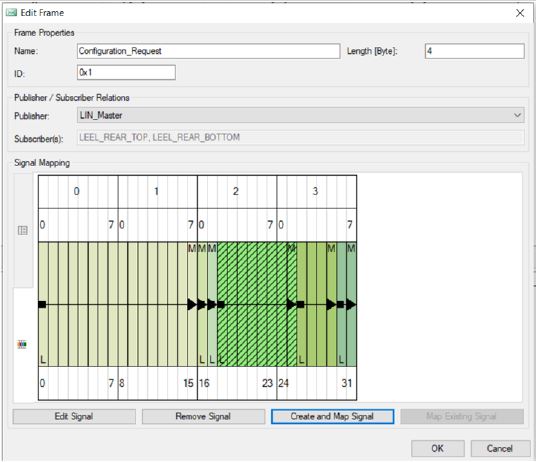 Edit Frame
Frame Properties
Name: Configuration_Request Length [Byte]: 4
ID: 0x1
Publisher / Subscriber Relations
Publisher: LIN_Master
Subscriber(s): LEEL_REAR_TOP, LEEL_REAR_BOTTOM
Signal Mapping
0 1 2 3
0 7 0 7 0 7 0 7
M M M M M M
L L L L L L
0 7 8 15 16 23 24 31
Edit Signal Remove Signal Create and Map Signal Map Existing Signal
OK Cancel